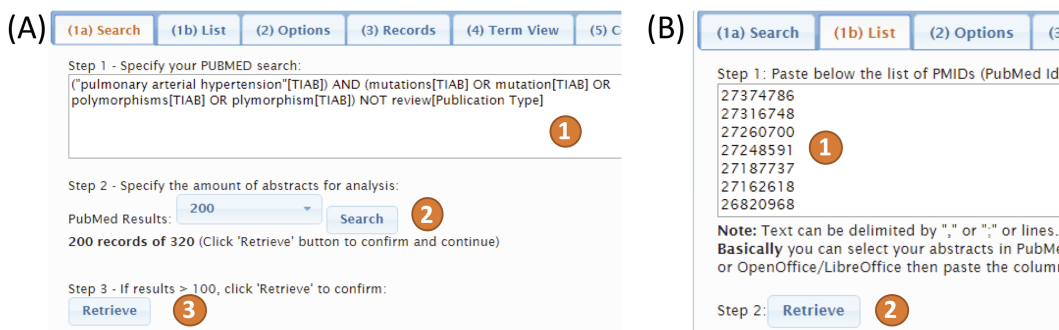 (A)
(1a) Search (1b) List (2) Options (3) Records (4) Term View (5) C
Step 1 - Specify your PUBMED search:
("pulmonary arterial hypertension"[TIAB]) AND (mutations[TIAB] OR mutation[TIAB] OR
polymorphisms[TIAB] OR plymorphism[TIAB]) NOT review[Publication Type]
1
Step 2 - Specify the amount of abstracts for analysis:
PubMed Results: 200 Search 2
200 records of 320 (Click 'Retrieve' button to confirm and continue)
Step 3 - If results > 100, click 'Retrieve' to confirm:
Retrieve 3
(B)
(1a) Search (1b) List (2) Options (3
Step 1: Paste below the list of PMIDs (PubMed Id
27374786
27316748
27260700
27248591 1
27187737
27162618
26820968
Note: Text can be delimited by "," or ";" or lines.
Basically you can select your abstracts in PubMe
or OpenOffice/LibreOffice then paste the column
Step 2: Retrieve 2